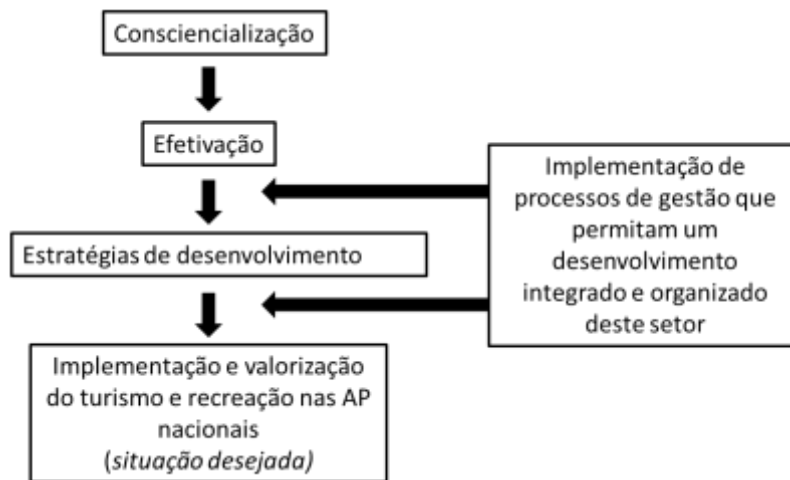 Consciencialização
Efetivação
Estratégias de desenvolvimento
Implementação e valorização
do turismo e recreação nas AP
nacionais
(situação desejada)
Implementação de
processos de gestão que
permitam um
desenvolvimento
integrado e organizado
deste setor